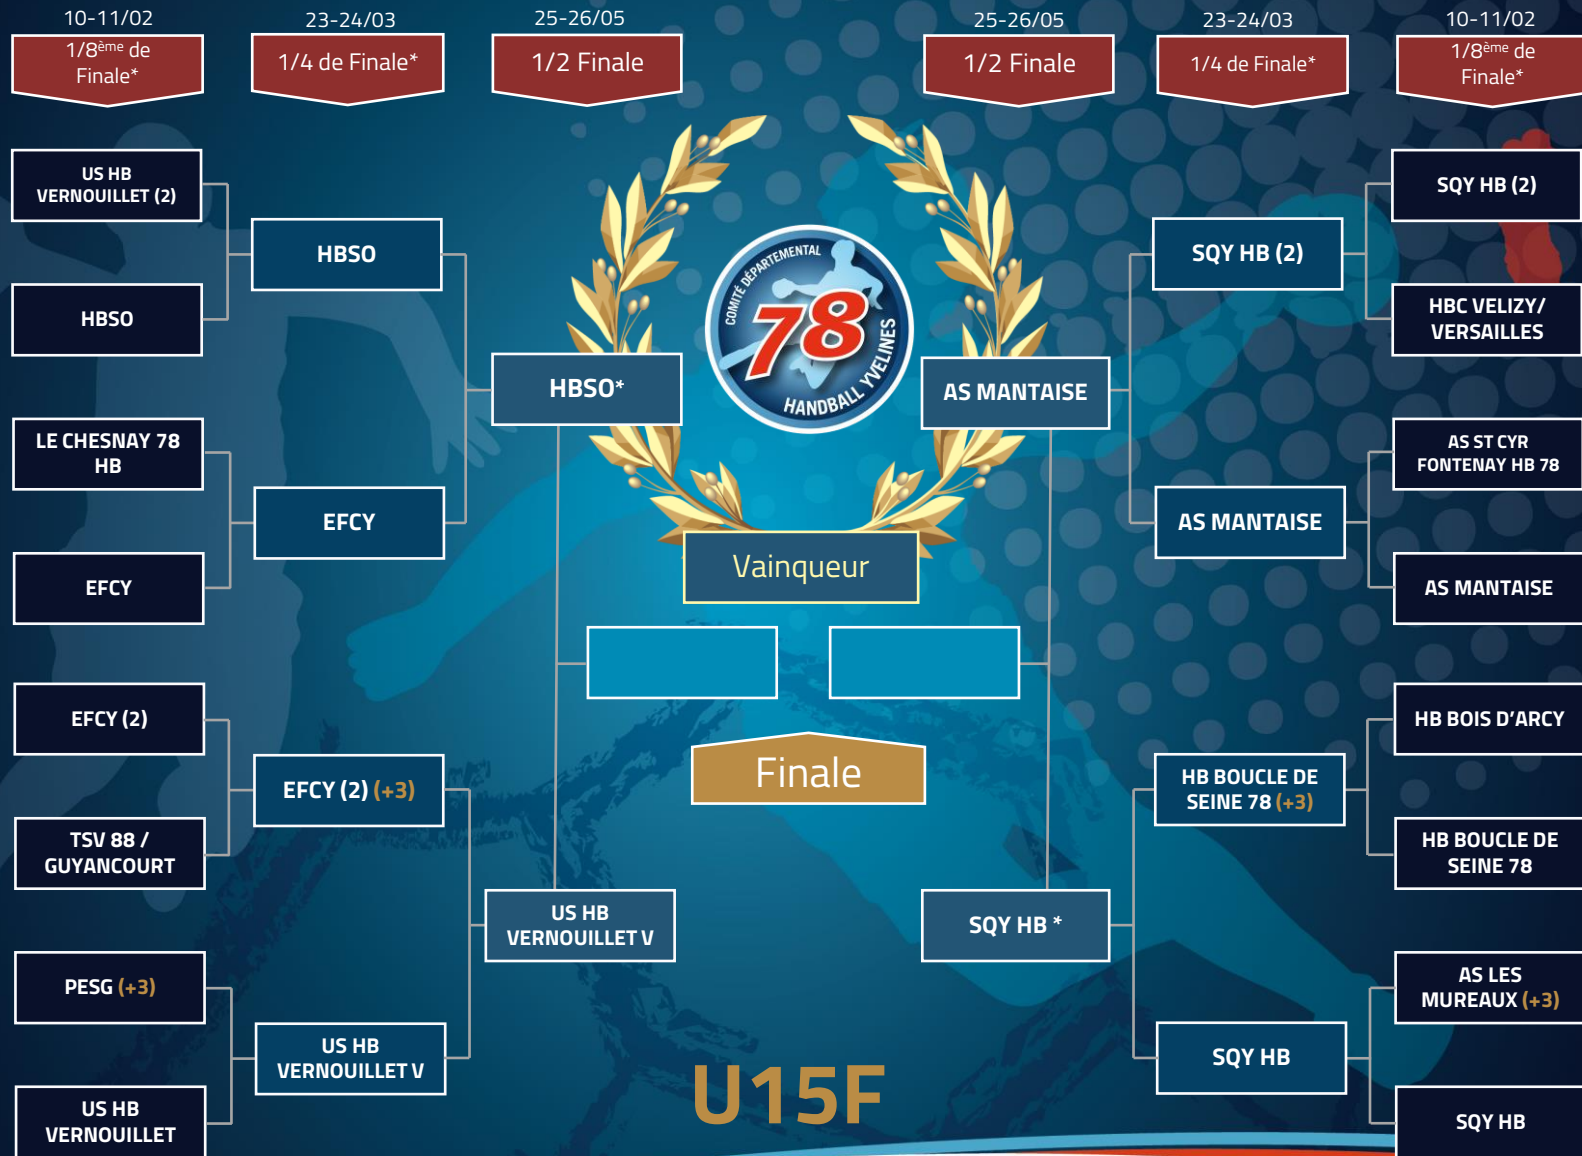 10-11/02
23-24/03
25-26/05
25-26/05
23-24/03
10-11/02
1/8ème de
Finale*
1/4 de Finale*
1/2 Finale
1/2 Finale
1/4 de Finale*
1/8ème de
Finale*
US HB
VERNOUILLET (2)
HBSO
LE CHESNAY 78
HB
EFCY
EFCY (2)
TSV 88 /
GUYANCOURT
PESG (+3)
US HB
VERNOUILLET
HBSO
EFCY
EFCY (2) (+3)
US HB
VERNOUILLET V
HBSO*
US HB
VERNOUILLET V
COMITÉ DÉPARTEMENTAL
78
HANDBALL YVELINES
Vainqueur
Finale
U15F
AS MANTAISE
SQY HB *
SQY HB (2)
AS MANTAISE
HB BOUCLE DE
SEINE 78 (+3)
SQY HB
SQY HB (2)
HBC VELIZY/
VERSAILLES
AS ST CYR
FONTENAY HB 78
AS MANTAISE
HB BOIS D'ARCY
HB BOUCLE DE
SEINE 78
AS LES
MUREAUX (+3)
SQY HB